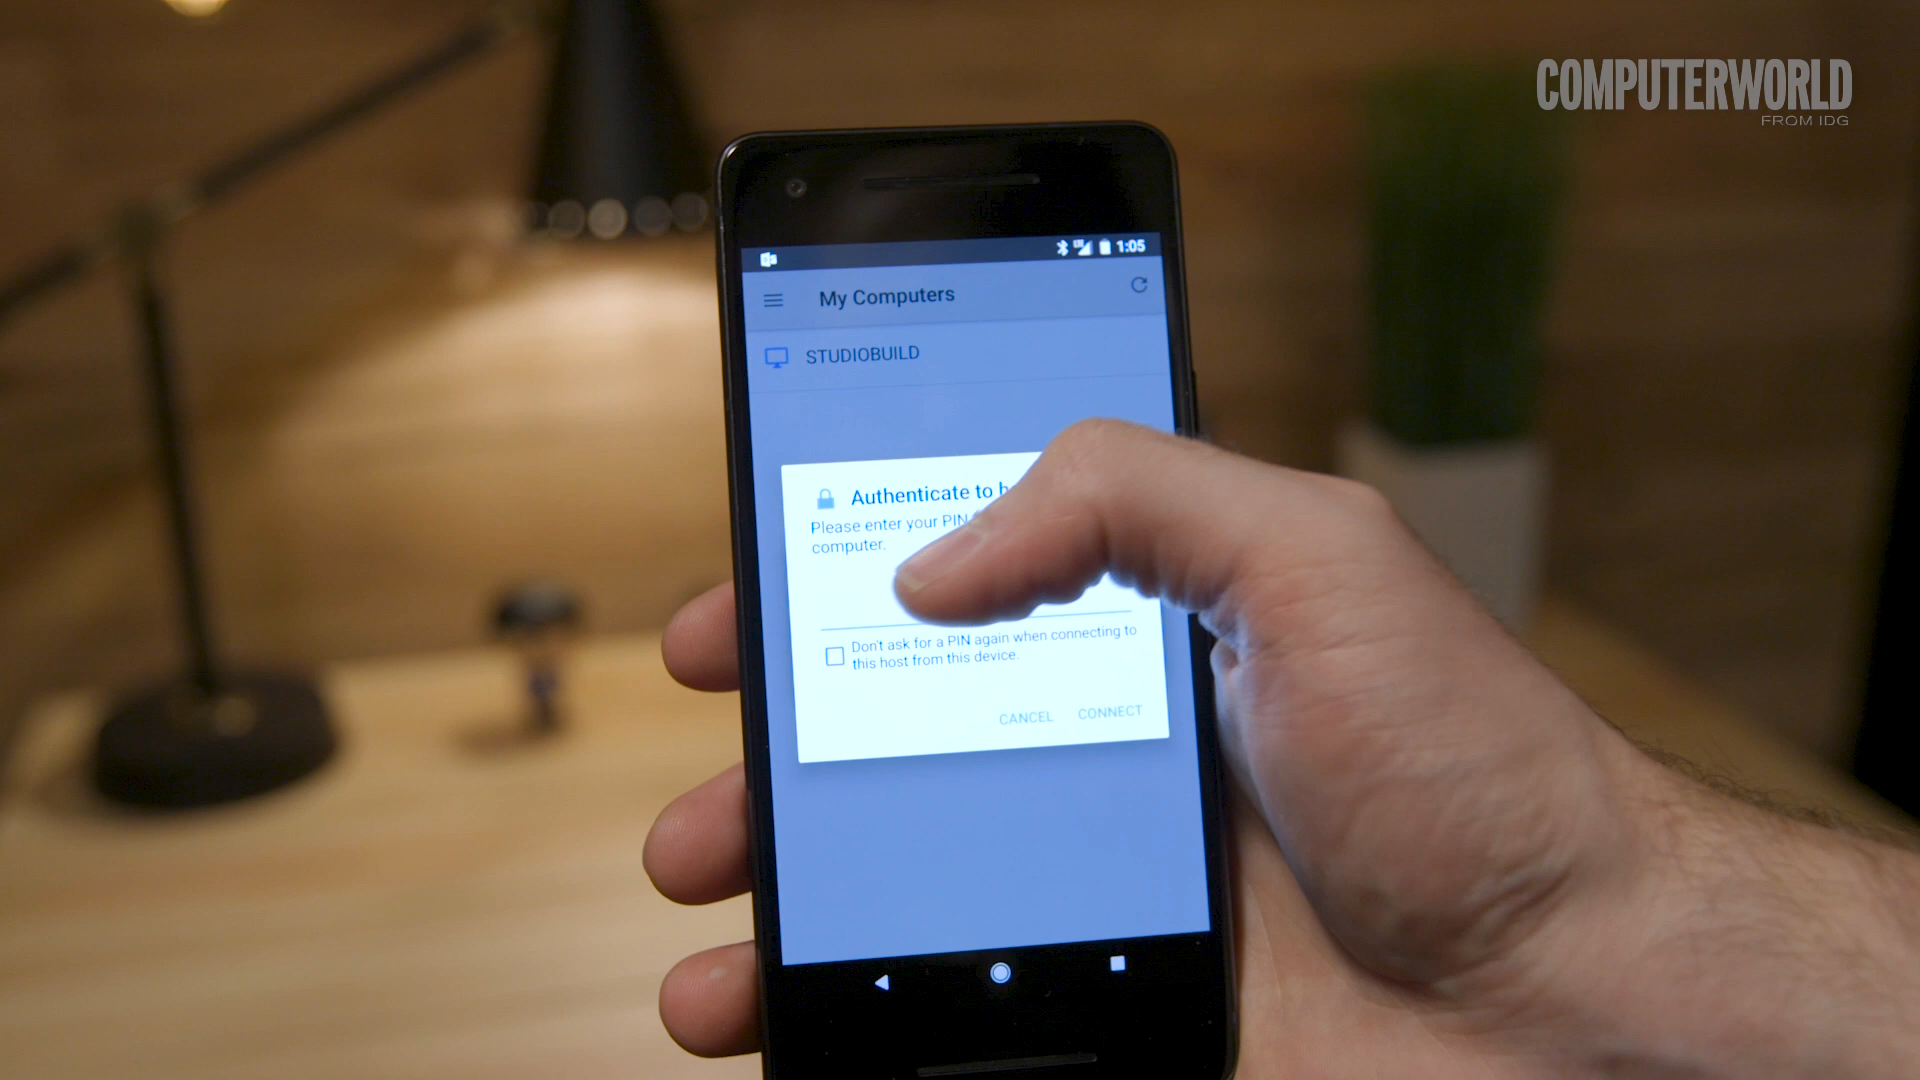 COMPUTERWORLD
FROM IDG
1:05
My Computers
STUDIOBUILD
Authenticate to
Please enter your PIN
computer.
Don't ask for a PIN again when connecting to
this host from this device.
CANCEL CONNECT